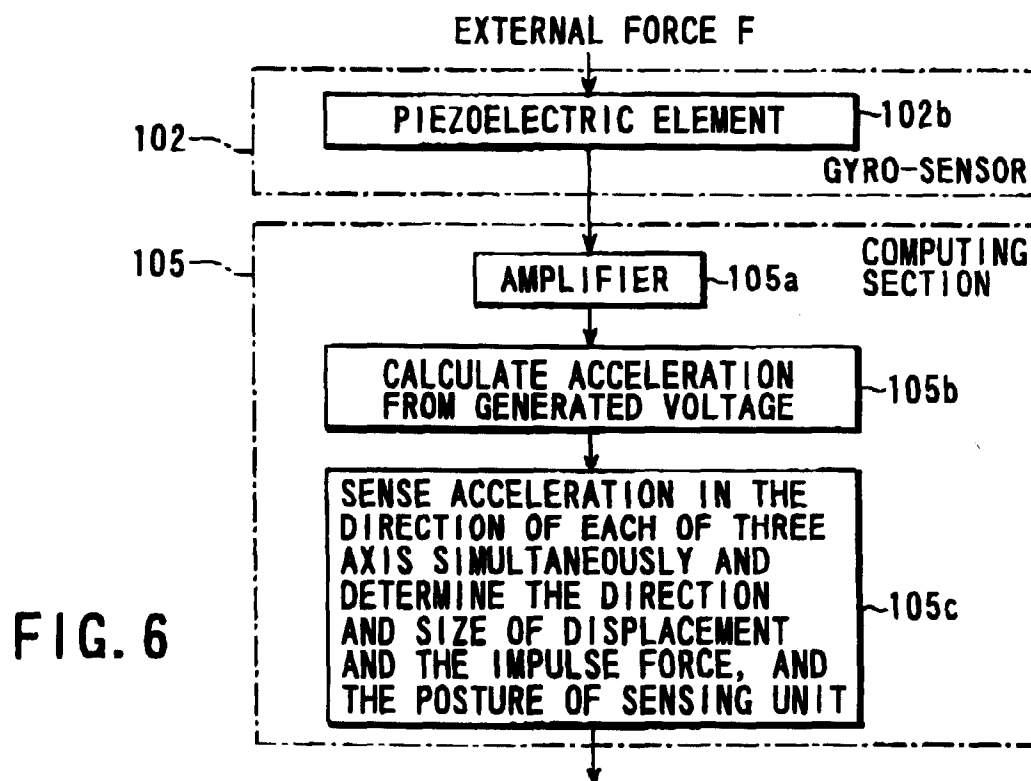 EXTERNAL FORCE F
PIEZOELECTRIC ELEMENT
102b
102
GYRO-SENSOR
105
COMPUTING
SECTION
AMPLIFIER
105a
CALCULATE ACCELERATION
FROM GENERATED VOLTAGE
105b
SENSE ACCELERATION IN THE
DIRECTION OF EACH OF THREE
AXIS SIMULTANEOUSLY AND
DETERMINE THE DIRECTION
AND SIZE OF DISPLACEMENT
AND THE IMPULSE FORCE, AND
THE POSTURE OF SENSING UNIT
105c
FIG. 6